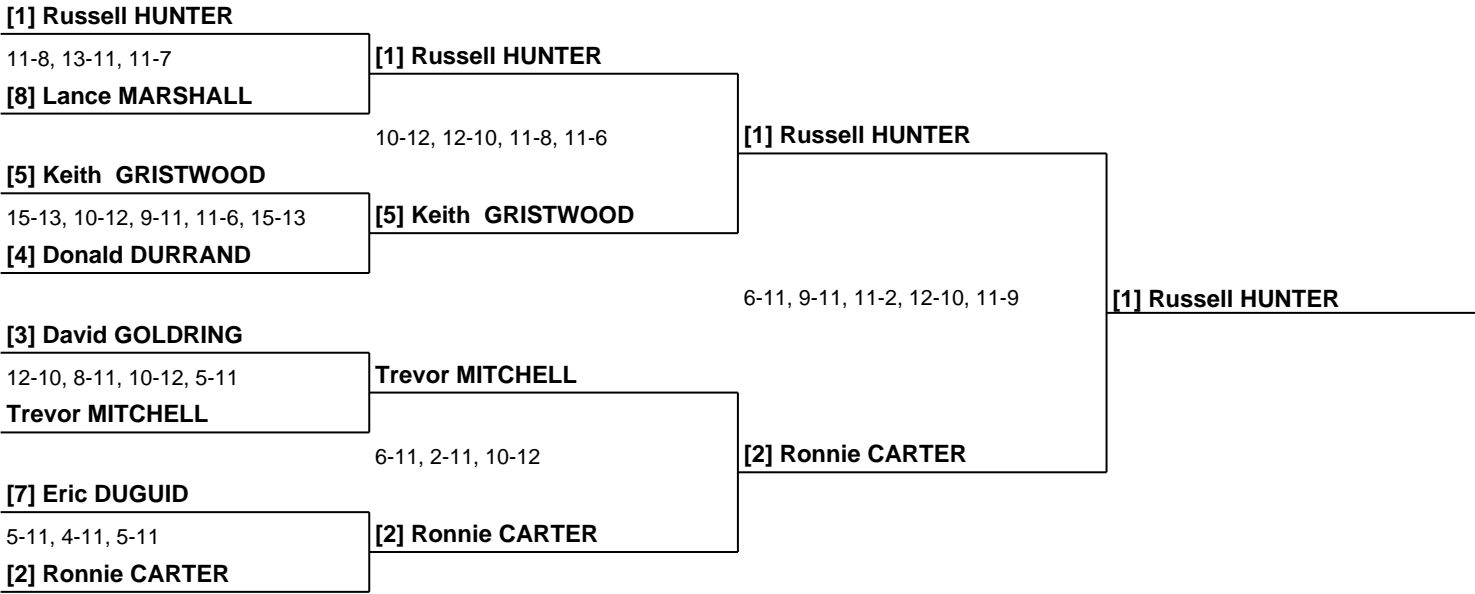 [1] Russell HUNTER
11-8, 13-11, 11-7
[1] Russell HUNTER
[8] Lance MARSHALL
10-12, 12-10, 11-8, 11-6
[1] Russell HUNTER
[5] Keith  GRISTWOOD
15-13, 10-12, 9-11, 11-6, 15-13
[5] Keith  GRISTWOOD
[4] Donald DURRAND
6-11, 9-11, 11-2, 12-10, 11-9
[1] Russell HUNTER
[3] David GOLDRING
12-10, 8-11, 10-12, 5-11
Trevor MITCHELL
Trevor MITCHELL
6-11, 2-11, 10-12
[2] Ronnie CARTER
[7] Eric DUGUID
5-11, 4-11, 5-11
[2] Ronnie CARTER
[2] Ronnie CARTER